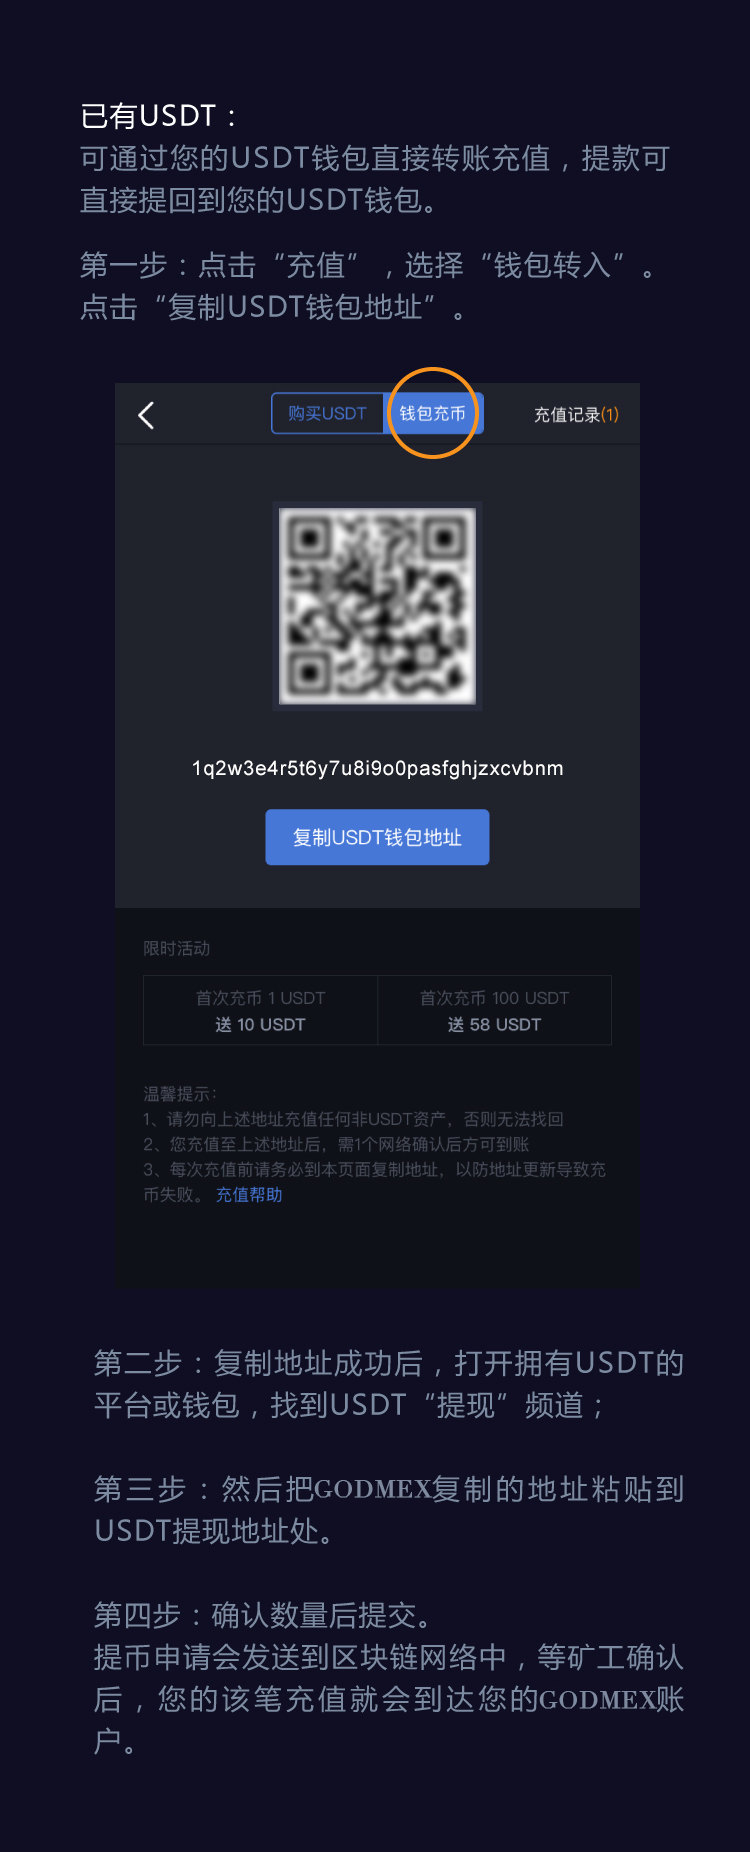 已有USDT：
可通过您的USDT钱包直接转账充值，提款可
直接提回到您的USDT钱包。
第一步：点击“充值”，选择“钱包转入”。
点击“复制USDT钱包地址”。
购买USDT
钱包充币
充值记录(1)
1q2w3e4r5t6y7u8i9o0pasfghjzxcvbnm
复制USDT钱包地址
限时活动
首次充币 1 USDT
送 10 USDT
首次充币 100 USDT
送 58 USDT
温馨提示：
1、请勿向上述地址充值任何非USDT资产，否则无法找回
2、您充值至上述地址后，需1个网络确认后方可到账
3、每次充值前请务必到本页面复制地址，以防地址更新导致充
币失败。 充值帮助
第二步：复制地址成功后，打开拥有USDT的
平台或钱包，找到USDT“提现”频道；
第三步：然后把GODMEX复制的地址粘贴到
USDT提现地址处。
第四步：确认数量后提交。
提币申请会发送到区块链网络中，等矿工确认
后，您的该笔充值就会到达您的GODMEX账
户。